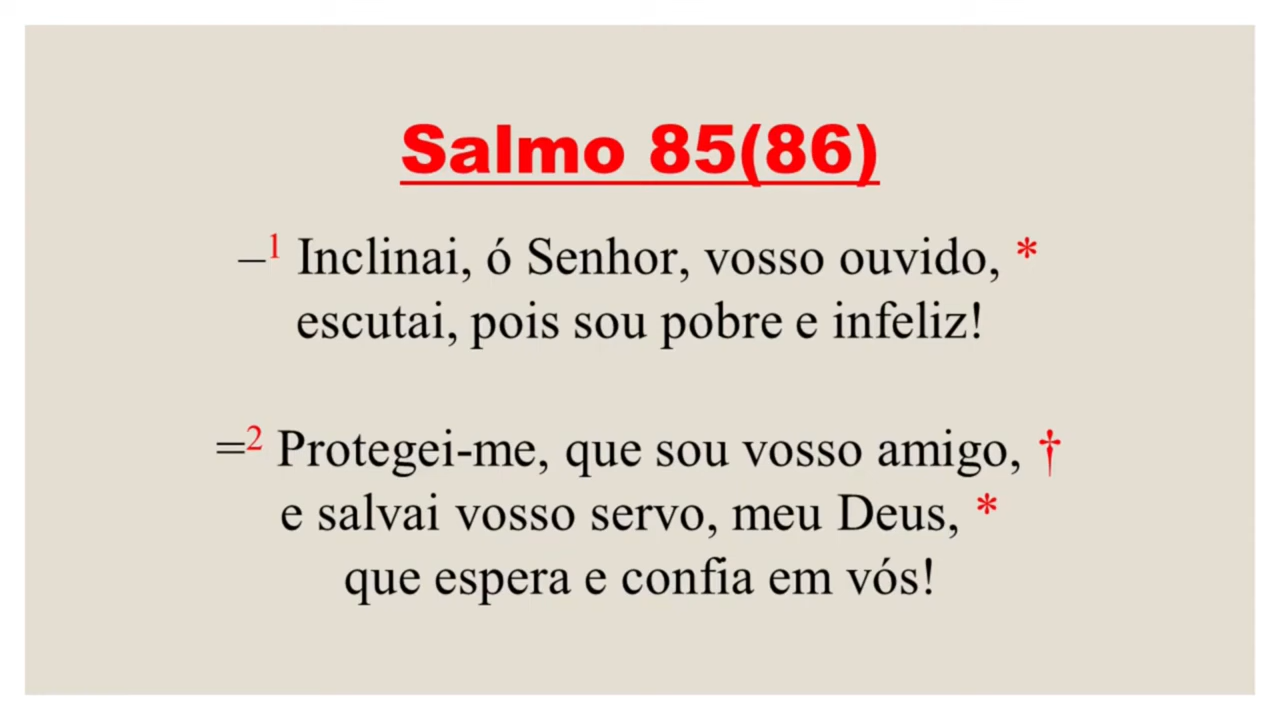 Salmo 85(86)
–1 Inclinai, ó Senhor, vosso ouvido, *
escutai, pois sou pobre e infeliz!
=2 Protegei-me, que sou vosso amigo, †
e salvai vosso servo, meu Deus, *
que espera e confia em vós!